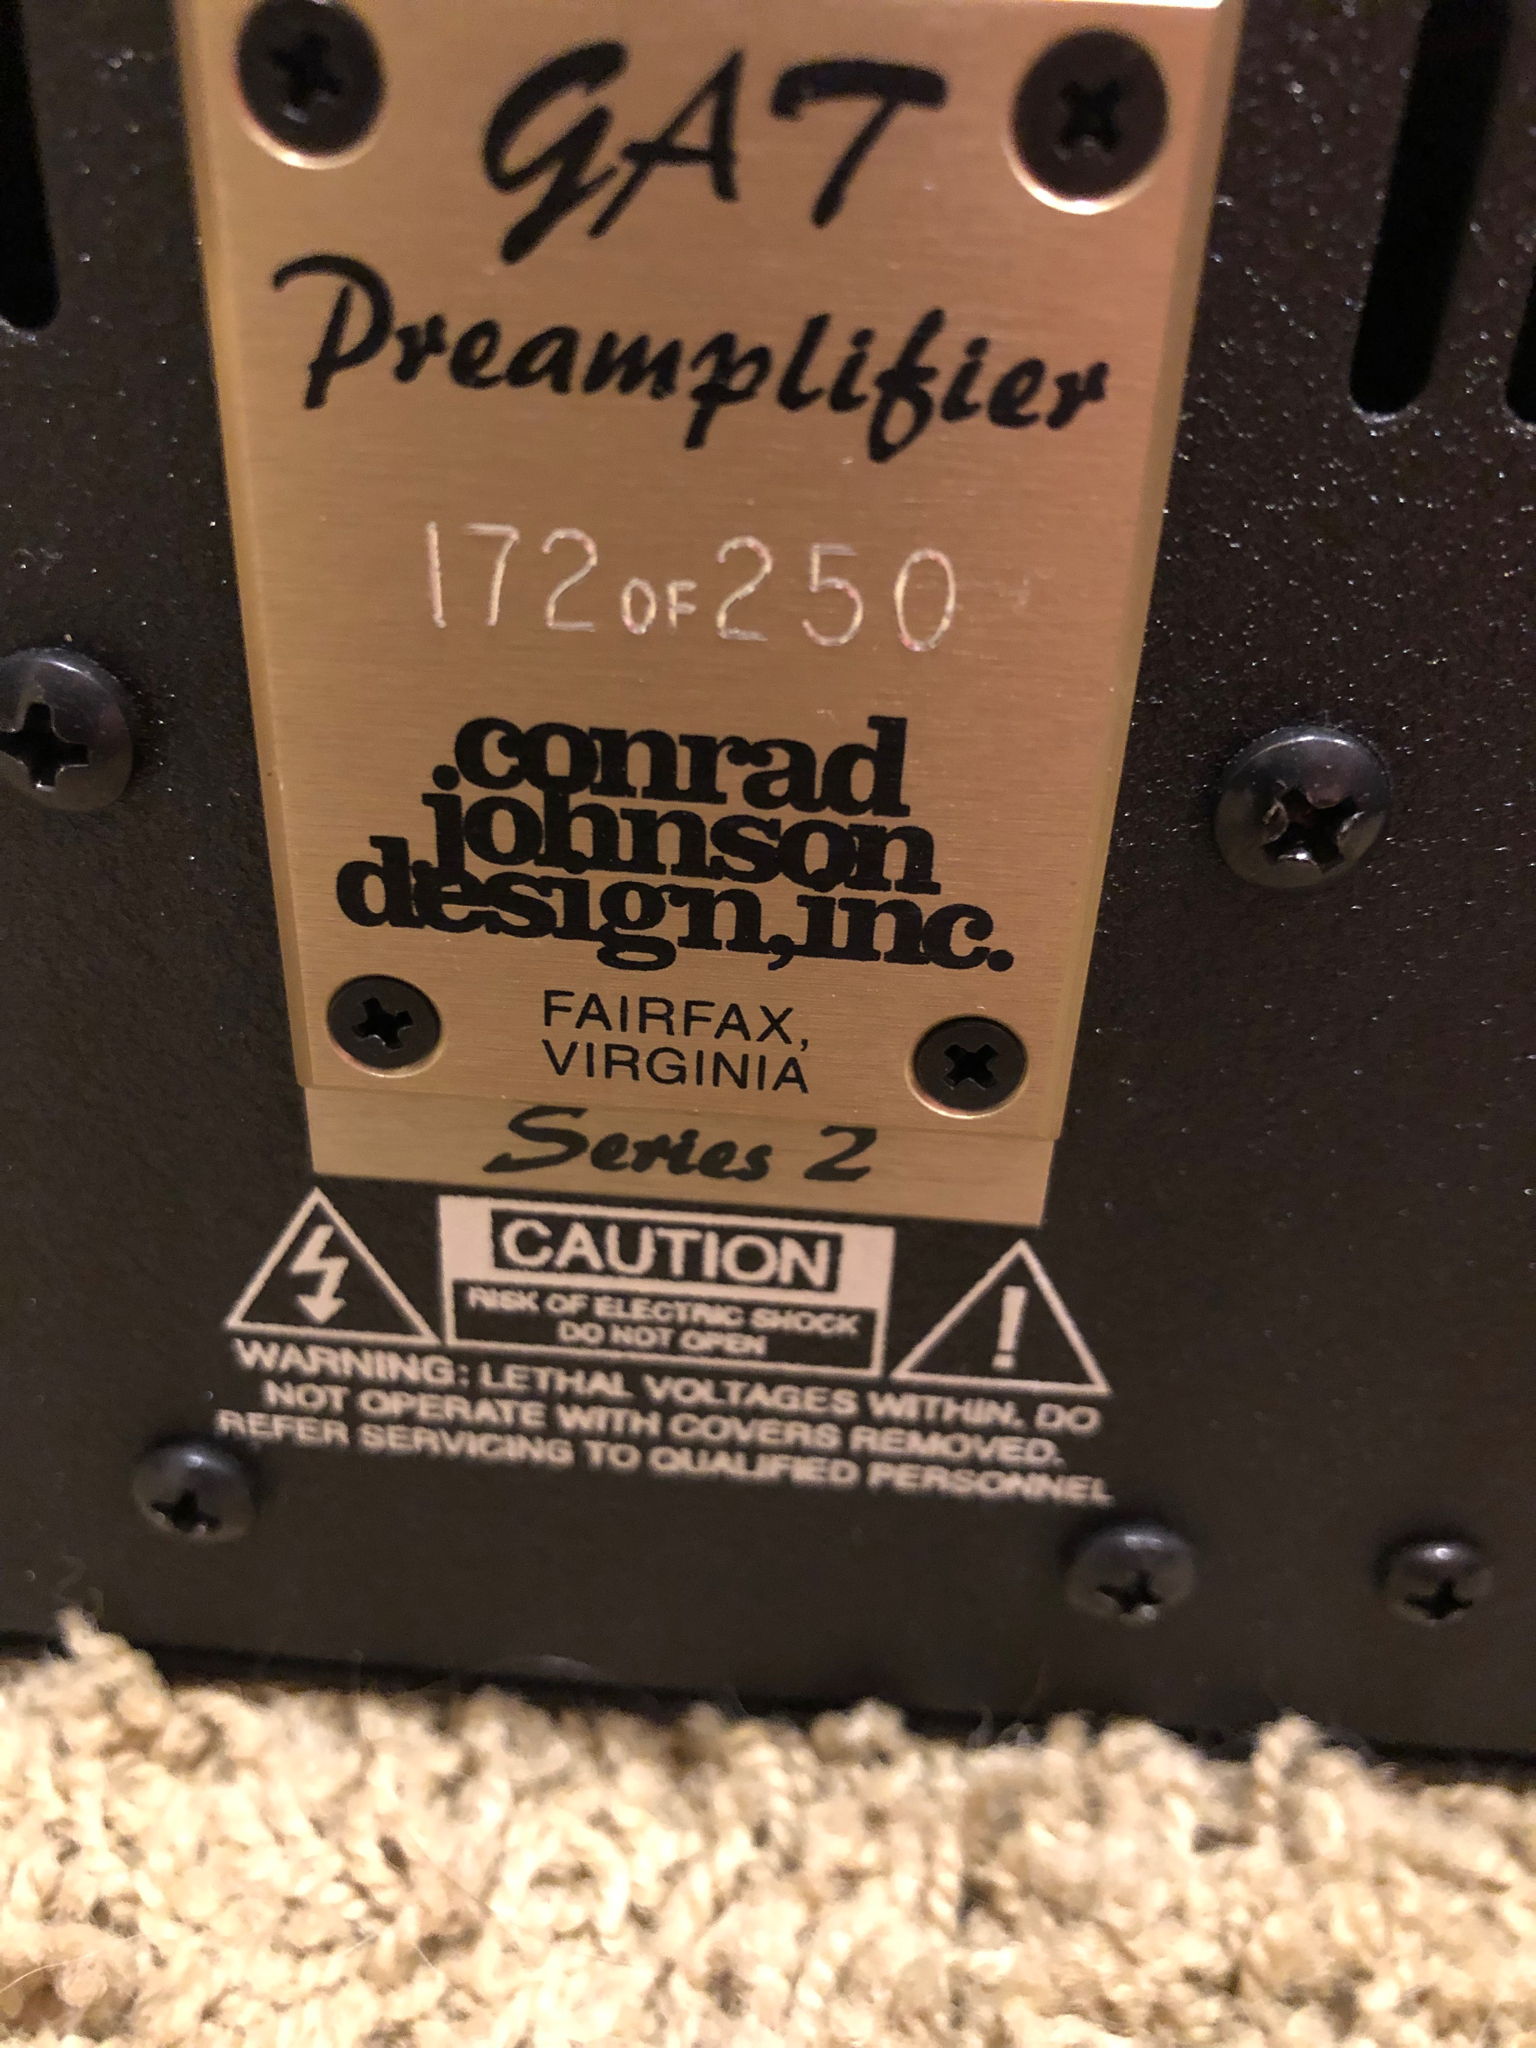 GAT
Preamplifier
172 OF 250
conrad
johnson
design, inc.
FAIRFAX,
VIRGINIA
Series 2
CAUTION
RISK OF ELECTRIC SHOCK
DO NOT OPEN
WARNING: LETHAL VOLTAGES WITHIN. DO
NOT OPERATE WITH COVERS REMOVED.
REFER SERVICING TO QUALIFIED PERSONNEL